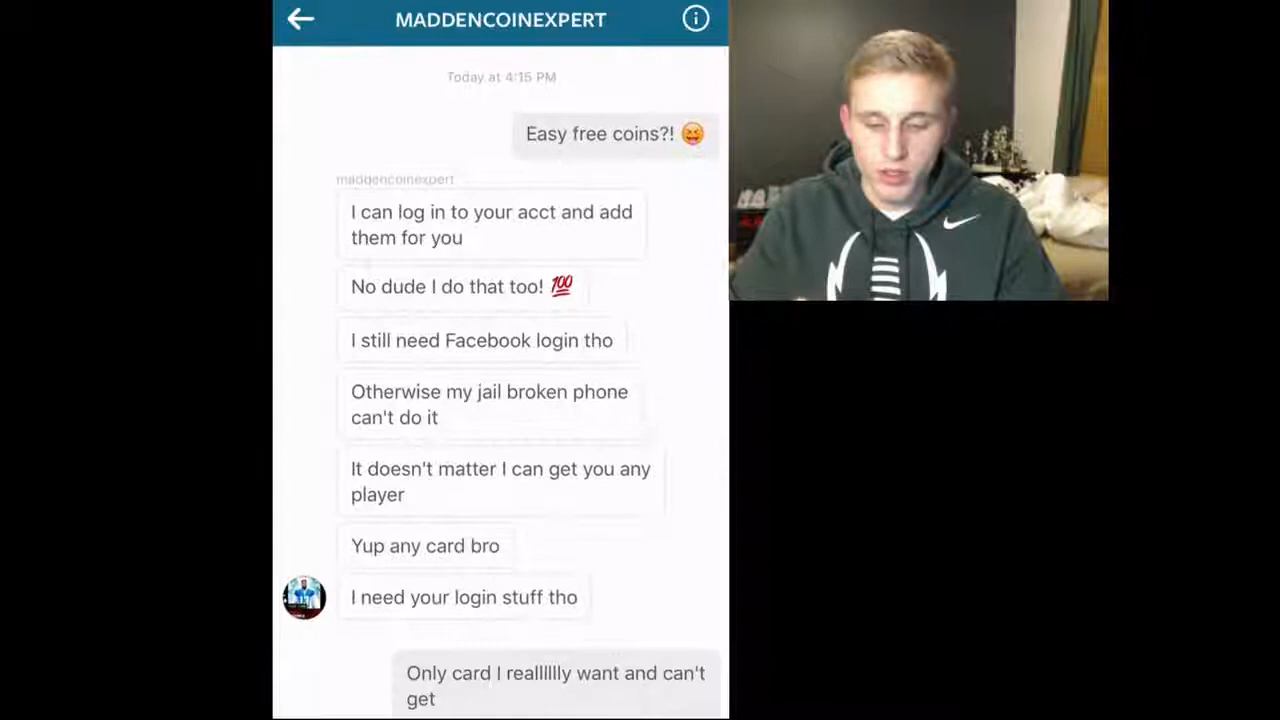 MADDENCOINEXPERT
Today at 4:15 PM
Easy free coins?! 😝
maddencoinexpert
I can log in to your acct and add
them for you
No dude I do that too! 💯
I still need Facebook login tho
Otherwise my jail broken phone
can't do it
It doesn't matter I can get you any
player
Yup any card bro
I need your login stuff tho
Only card I realllllly want and can't
get